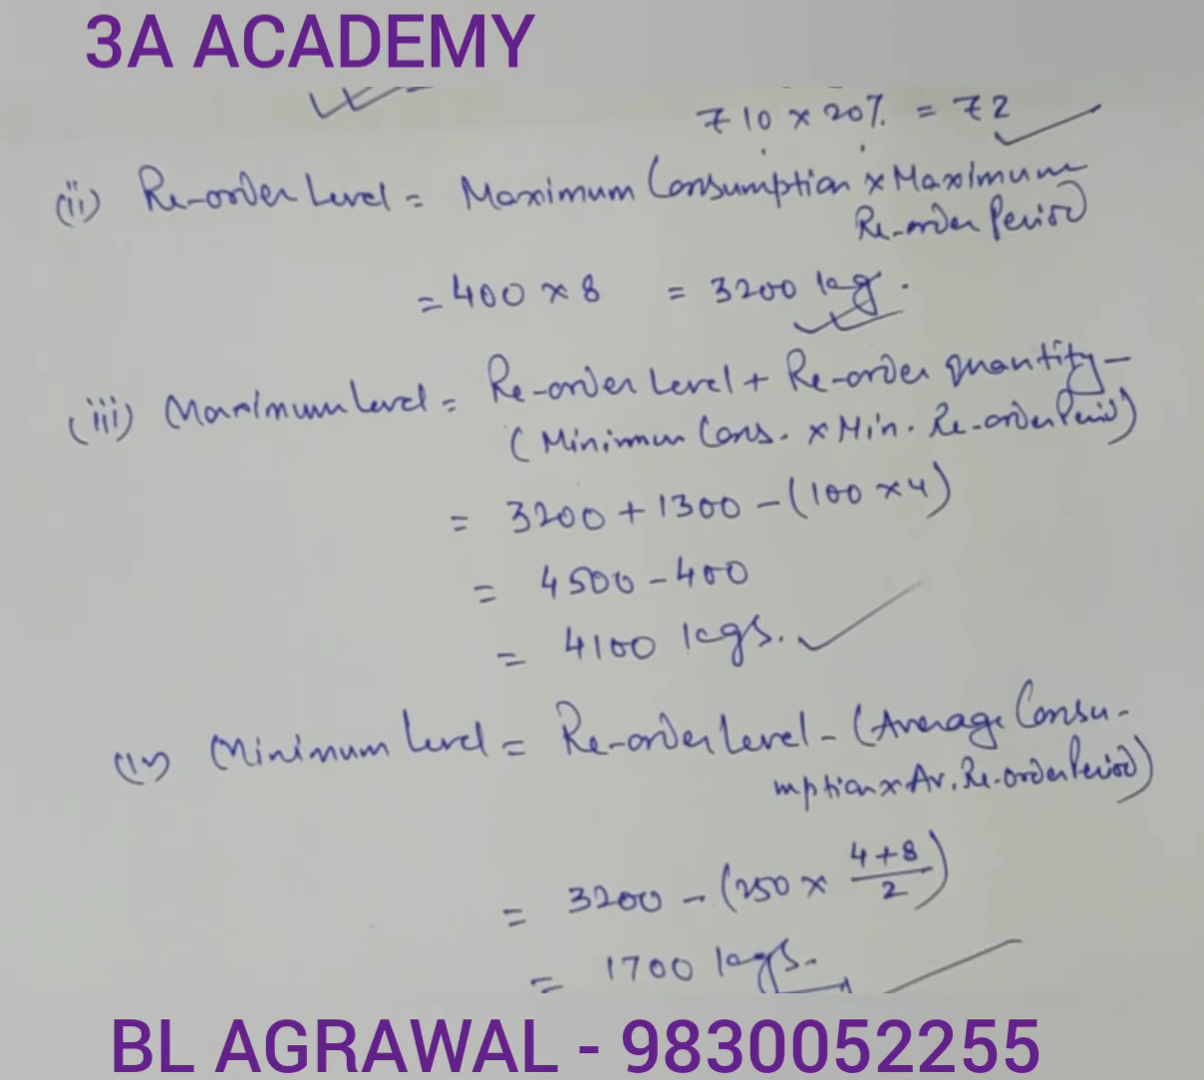 3A ACADEMY
₹10 x 20% = ₹2
(ii) Re-order Level = Maximum Consumption x Maximum
Re-order Period
= 400 x 8 = 3200 kg.
(iii) Maximum Level = Re-order Level + Re-order quantity -
(Minimum Cons. x Min. Re-order Period)
= 3200 + 1300 - (100 x 4)
= 4500 - 400
= 4100 kgs.
(iv) Minimum Level = Re-order Level - (Average Consu-
mption x Av. Re-order Period)
= 3200 - (250 x 4+8/2)
= 1700 kgs.
BL AGRAWAL - 9830052255